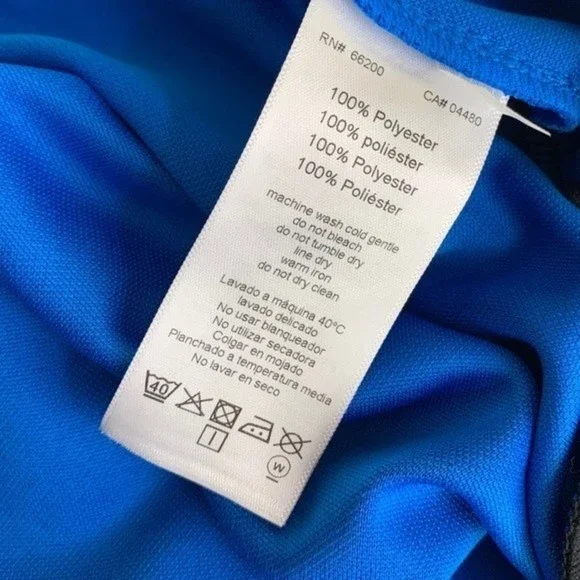 RN# 66200 CA# 04480
100% Polyester
100% poliéster
100% Polyester
100% Poliéster
machine wash cold gentle
do not bleach
do not tumble dry
line dry
warm iron
do not dry clean
Lavado a máquina 40ºC
lavado delicado
No usar blanqueador
No utilizar secadora
Colgar en mojado
Planchado a temperatura media
No lavar en seco
40
W